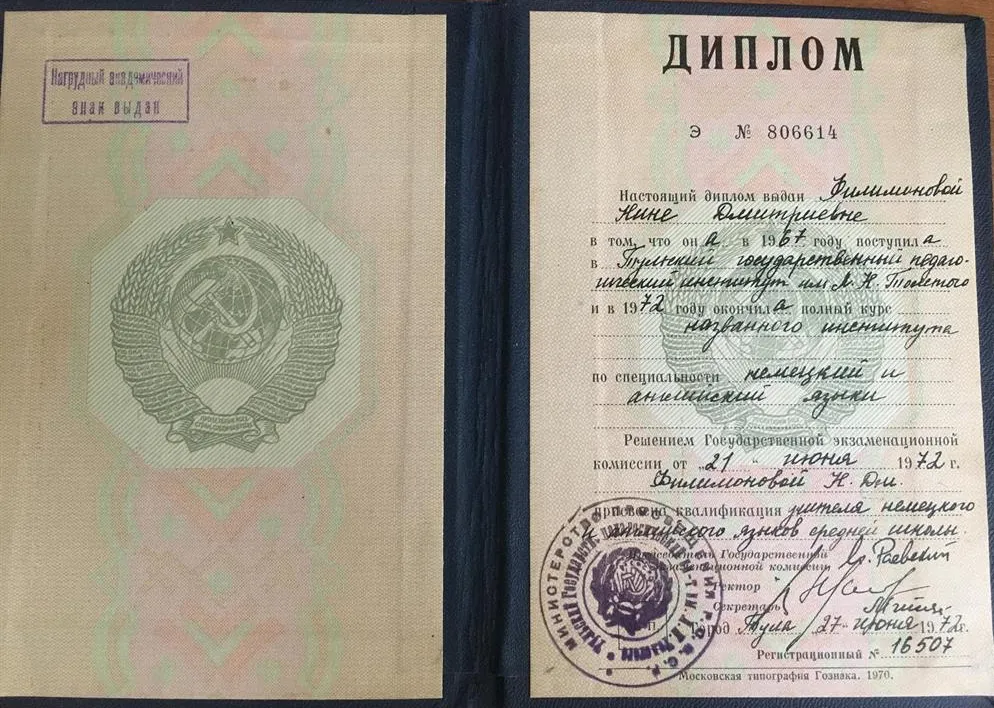 Нагрудный академический
знак выдан
ДИПЛОМ
Э № 806614
Настоящий диплом выдан Филимоновой
Нине Дмитриевне
в том, что она в 1967 году поступила
в Тульский государственный педаго-
гический институт им Л. Н. Толстого
и в 1972 году окончила полный курс
названного института
по специальности немецкий и
английский языки
Решением Государственной экзаменационной
комиссии от „21“ июня 1972 г.
Филимоновой Н. Дм.
присвоена квалификация учителя немецкого
и английского языков средней школы.
Председатель Государственной
экзаменационной комиссии
Ректор
Секретарь
Город Тула „27“ июня 1972г.
Регистрационный № 16507
Московская типография Гознака. 1970.
МИНИСТЕРСТВО ПРОСВЕЩЕНИЯ Р.С.Ф.С.Р.